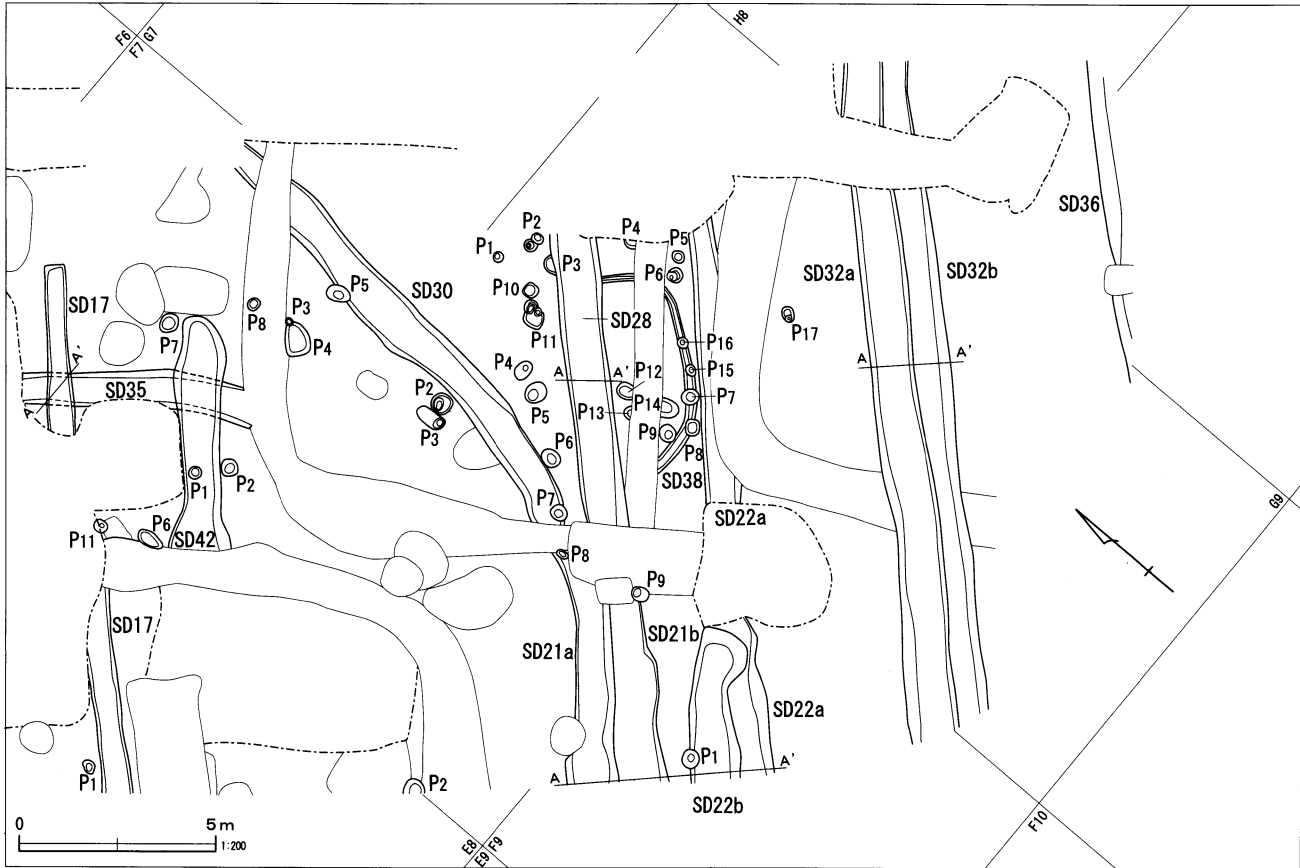 F6 G7
F7
H8
SD36
P2
P4
P1
P5
P3
P6
SD32a
SD32b
SD17
P5
SD30
P10
P8
P3
P11
SD28
P17
P7
P4
P16
A'
P4
A
A'
P12
P15
A
A'
SD35
P2
P5
P13
P14
P7
A
P3
P9
P8
P6
SD38
P1
P2
P7
SD22a
G9
P11
P6
SD42
P8
P9
SD17
SD21a
SD21b
SD22a
P1
P1
P2
A
A'
SD22b
0 5m
1:200
E8 F9
E9
F10